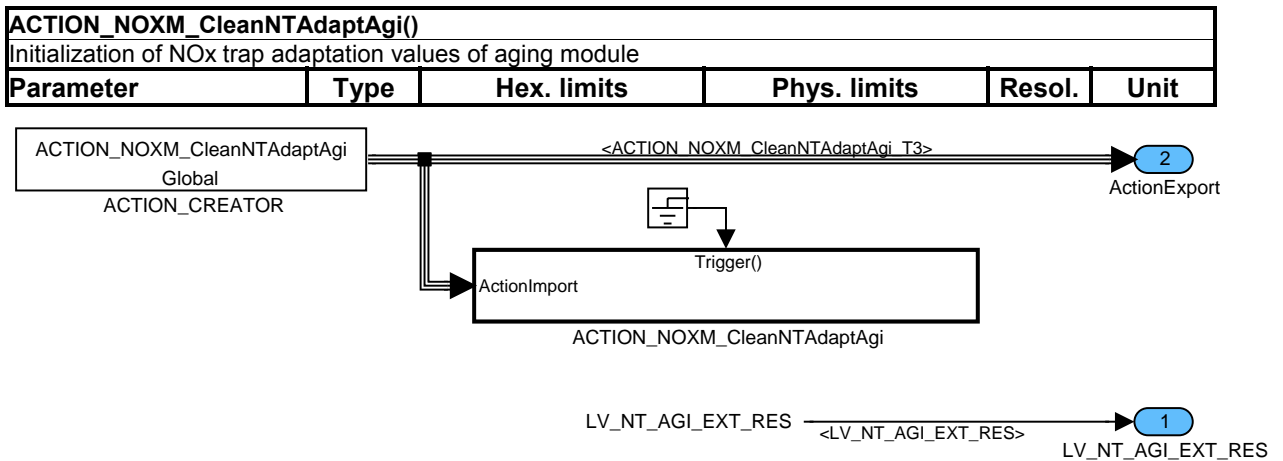 ACTION_NOXM_CleanNTAdaptAgi()
Initialization of NOx trap adaptation values of aging module
Parameter Type Hex. limits Phys. limits Resol. Unit
ACTION_NOXM_CleanNTAdaptAgi
Global
ACTION_CREATOR
<ACTION_NOXM_CleanNTAdaptAgi_T3>
2
ActionExport
Trigger()
ActionImport
ACTION_NOXM_CleanNTAdaptAgi
LV_NT_AGI_EXT_RES
<LV_NT_AGI_EXT_RES>
1
LV_NT_AGI_EXT_RES